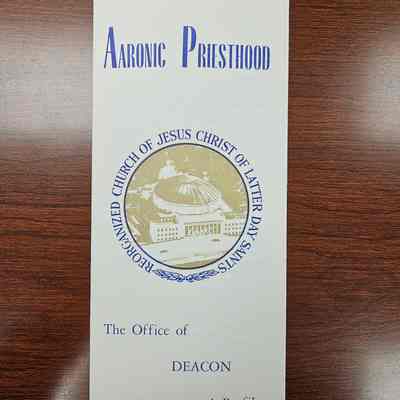 AARONIC PRIESTHOOD
REORGANIZED CHURCH OF JESUS CHRIST OF LATTER DAY SAINTS
The Office of
DEACON